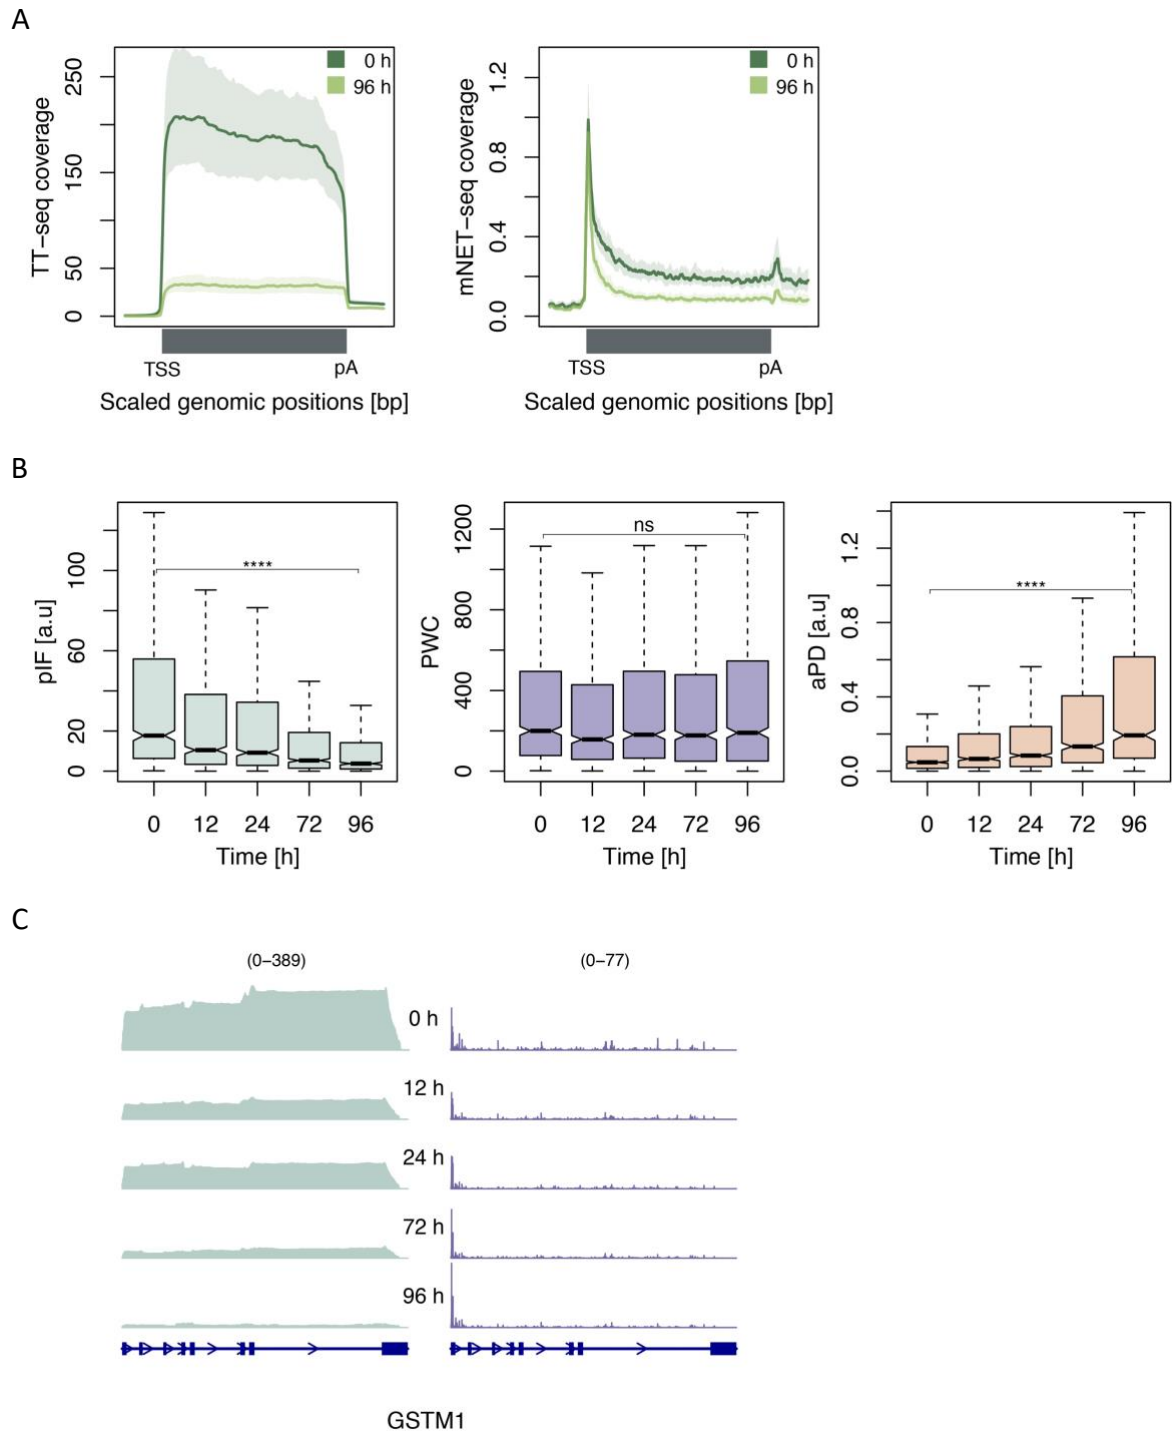 A
TT−seq coverage
0 50 150 250
0 h
96 h
TSS pA
Scaled genomic positions [bp]
mNET−seq coverage
0.0 0.4 0.8 1.2
0 h
96 h
TSS pA
Scaled genomic positions [bp]
B
pIF [a.u]
0 20 60 100
****
0 12 24 72 96
Time [h]
PWC
0 400 800 1200
ns
0 12 24 72 96
Time [h]
aPD [a.u]
0.0 0.4 0.8 1.2
****
0 12 24 72 96
Time [h]
C
(0−389) (0−77)
0 h
12 h
24 h
72 h
96 h
GSTM1